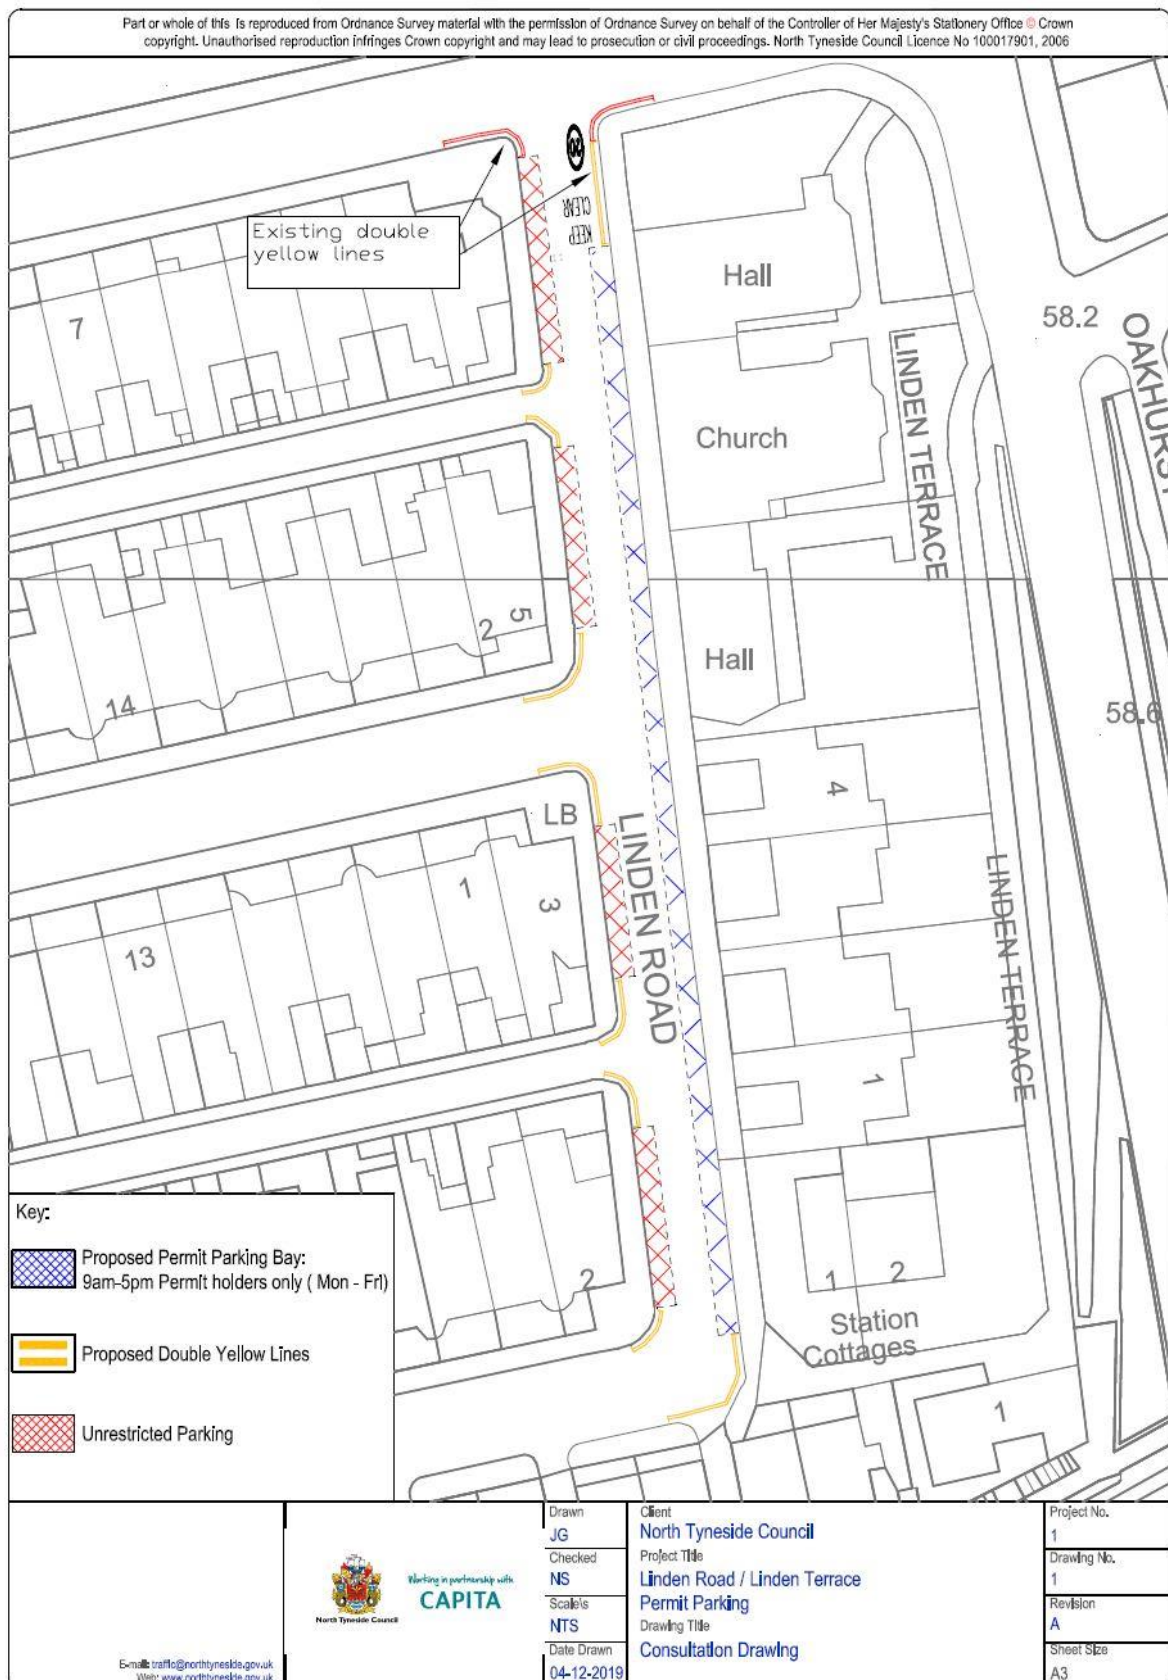 Part or whole of this is reproduced from Ordnance Survey material with the permission of Ordnance Survey on behalf of the Controller of Her Majesty's Stationery Office © Crown
copyright. Unauthorised reproduction infringes Crown copyright and may lead to prosecution or civil proceedings. North Tyneside Council Licence No 100017901, 2006
20
KEEP
CLEAR
Existing double
yellow lines
7
Hall
58.2
LINDEN TERRACE
Church
5
2
14
Hall
58.6
4
LB
LINDEN ROAD
1
3
13
LINDEN TERRACE
1
2
1
2
Station
Cottages
1
Key:
Proposed Permit Parking Bay:
9am-5pm Permit holders only ( Mon - Fri)
Proposed Double Yellow Lines
Unrestricted Parking
North Tyneside Council
Working in partnership with
CAPITA
E-mail: traffic@northtyneside.gov.uk
Web: www.northtyneside.gov.uk
Drawn
JG
Checked
NS
Scale\s
NTS
Date Drawn
04-12-2019
Client
North Tyneside Council
Project Title
Linden Road / Linden Terrace
Permit Parking
Drawing Title
Consultation Drawing
Project No.
1
Drawing No.
1
Revision
A
Sheet Size
A3